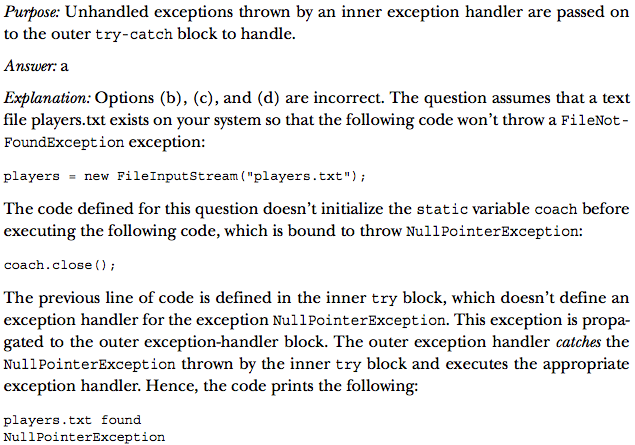 Purpose: Unhandled exceptions thrown by an inner exception handler are passed on
to the outer try-catch block to handle.
Answer: a
Explanation: Options (b), (c), and (d) are incorrect. The question assumes that a text
file players.txt exists on your system so that the following code won't throw a FileNot-
FoundException exception:
players = new FileInputStream("players.txt");
The code defined for this question doesn't initialize the static variable coach before
executing the following code, which is bound to throw NullPointerException:
coach.close();
The previous line of code is defined in the inner try block, which doesn't define an
exception handler for the exception NullPointerException. This exception is propa-
gated to the outer exception-handler block. The outer exception handler catches the
NullPointerException thrown by the inner try block and executes the appropriate
exception handler. Hence, the code prints the following:
players.txt found
NullPointerException